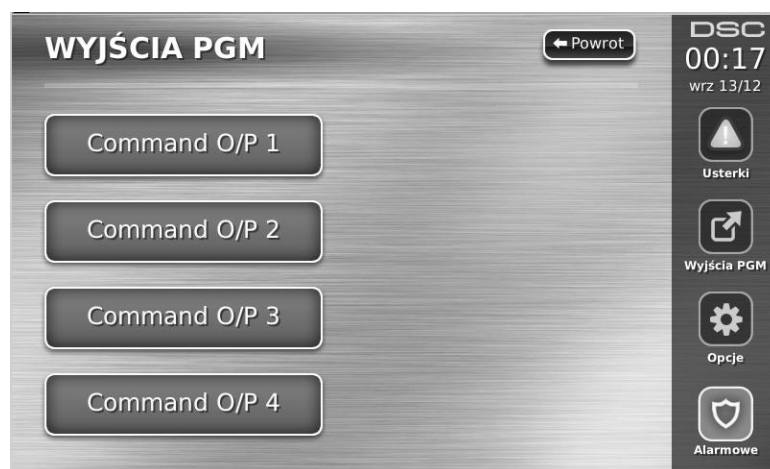 WYJŚCIA PGM
Powrot
Command O/P 1
Command O/P 2
Command O/P 3
Command O/P 4
DSC
00:17
wrz 13/12
Usterki
Wyjścia PGM
Opcje
Alarmowe